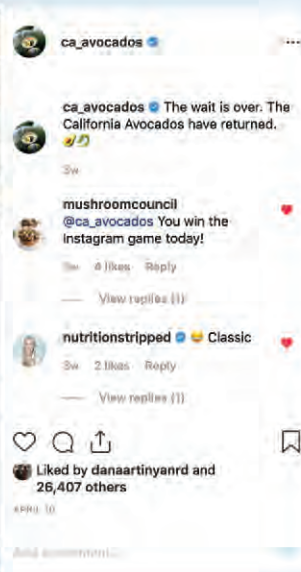 ca_avocados
ca_avocados The wait is over. The
California Avocados have returned.
3w
mushroomcouncil
@ca_avocados You win the
Instagram game today!
3w 4 likes Reply
View replies (1)
nutritionstripped 😂 Classic
3w 2 likes Reply
View replies (1)
Liked by danaartinyanrd and
26,407 others
APRIL 10
Add a comment...